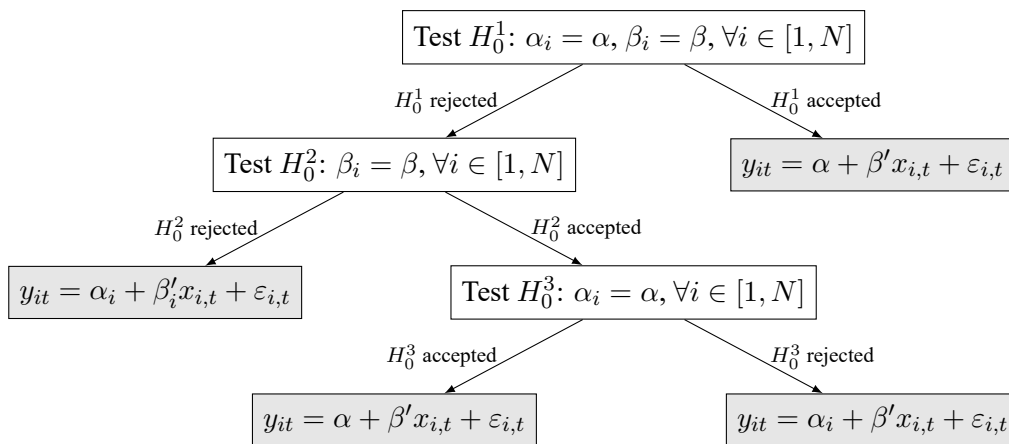 Test $H_0^1$: $\alpha_i = \alpha$, $\beta_i = \beta$, $\forall i \in [1, N]$
$H_0^1$ rejected
$H_0^1$ accepted
Test $H_0^2$: $\beta_i = \beta$, $\forall i \in [1, N]$
$y_{it} = \alpha + \beta' x_{i,t} + \varepsilon_{i,t}$
$H_0^2$ rejected
$H_0^2$ accepted
$y_{it} = \alpha_i + \beta_i' x_{i,t} + \varepsilon_{i,t}$
Test $H_0^3$: $\alpha_i = \alpha$, $\forall i \in [1, N]$
$H_0^3$ accepted
$H_0^3$ rejected
$y_{it} = \alpha + \beta' x_{i,t} + \varepsilon_{i,t}$
$y_{it} = \alpha_i + \beta' x_{i,t} + \varepsilon_{i,t}$